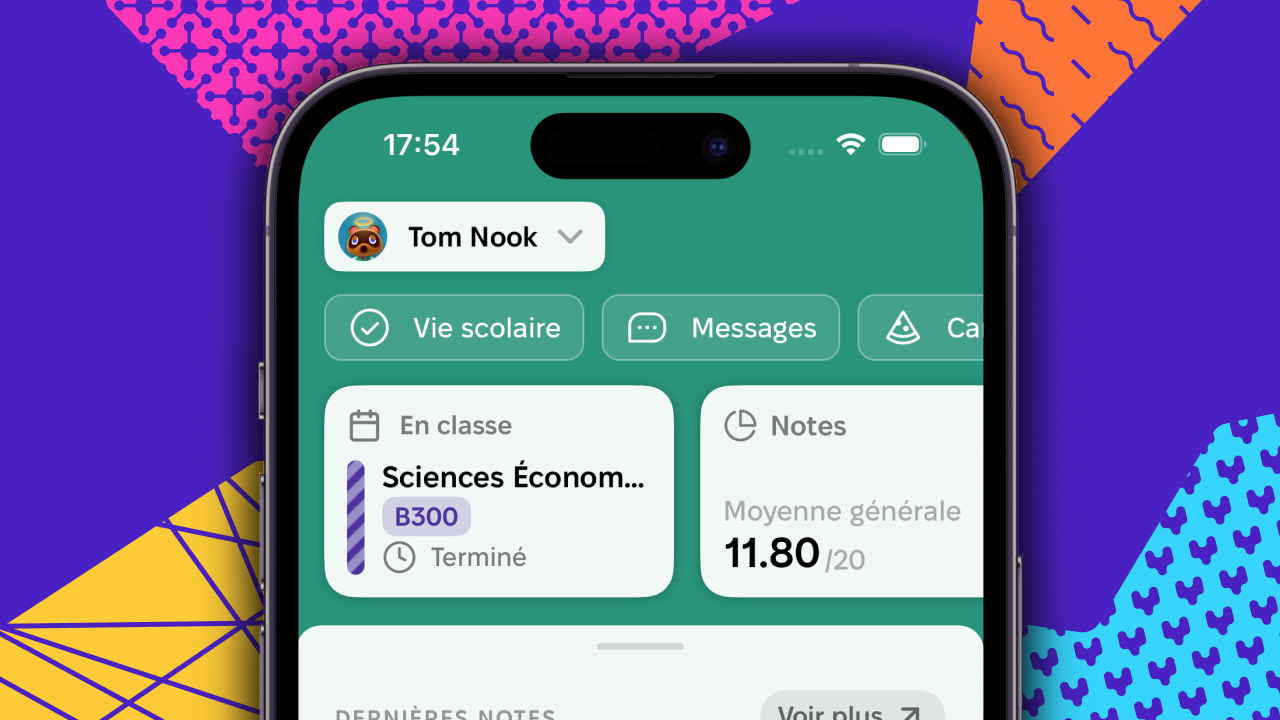 17:54
Tom Nook
Vie scolaire
Messages
En classe
Sciences Économ...
B300
Terminé
Notes
Moyenne générale
11.80 /20
DERNIÈRES NOTES
Voir plus